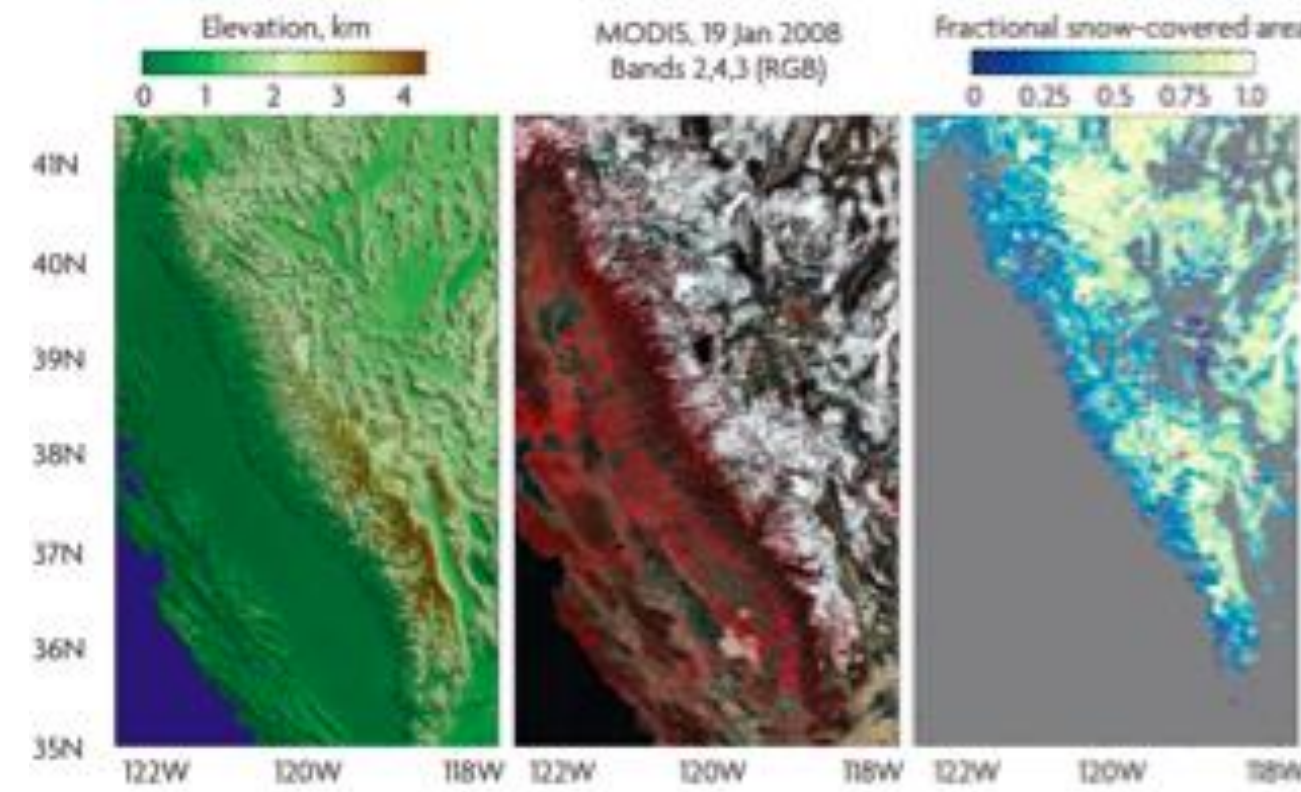 Elevation, km
0 1 2 3 4
MODIS, 19 Jan 2008
Bands 2,4,3 (RGB)
Fractional snow-covered area
0 0.25 0.5 0.75 1.0
41N
40N
39N
38N
37N
36N
35N
122W 120W 118W
122W 120W 118W
122W 120W 118W